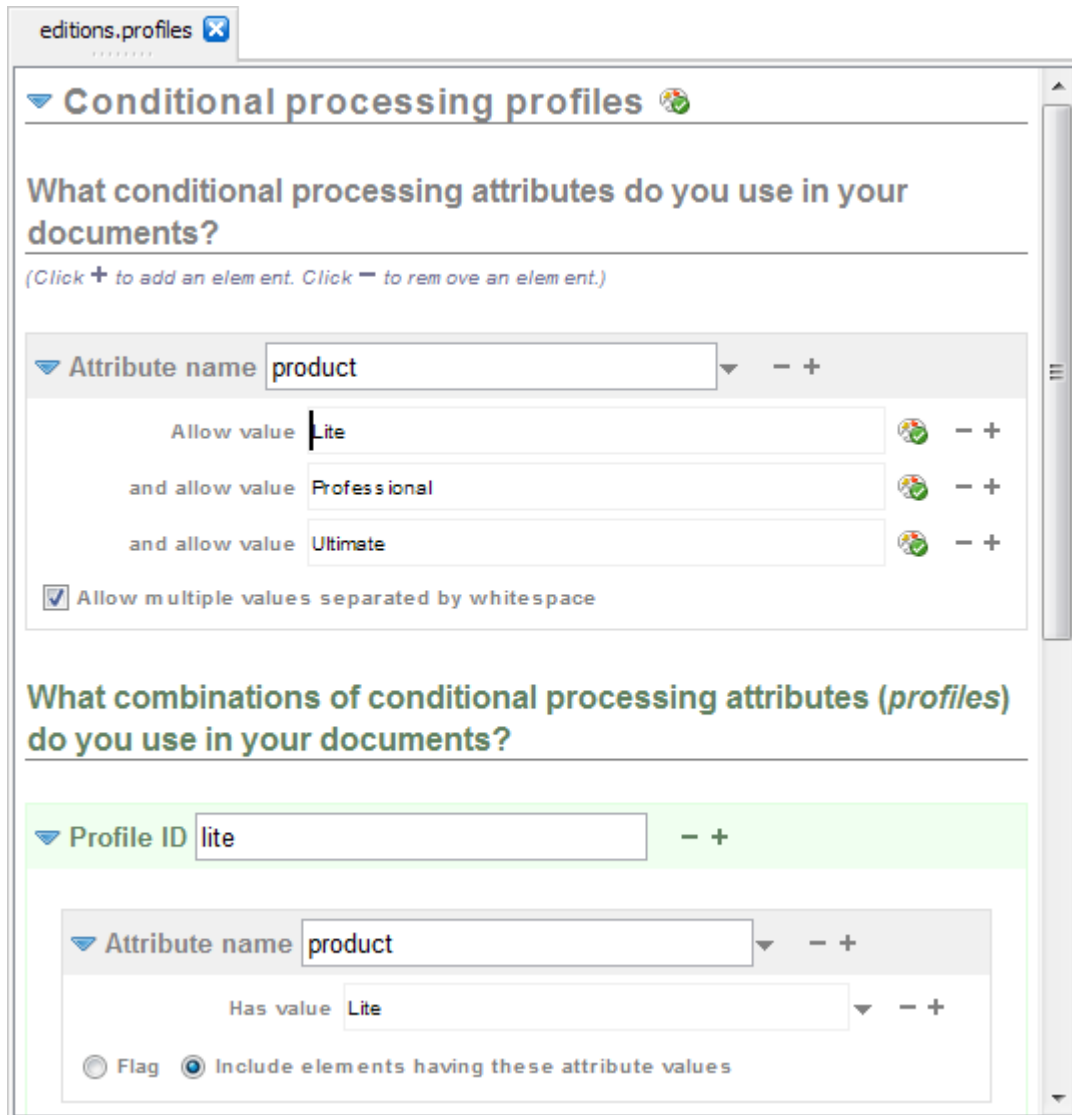 editions.profiles
Conditional processing profiles
What conditional processing attributes do you use in your
documents?
(Click + to add an element. Click − to remove an element.)
Attribute name product − +
Allow value Lite − +
and allow value Professional − +
and allow value Ultimate − +
Allow multiple values separated by whitespace
What combinations of conditional processing attributes (profiles)
do you use in your documents?
Profile ID lite − +
Attribute name product − +
Has value Lite − +
Flag Include elements having these attribute values